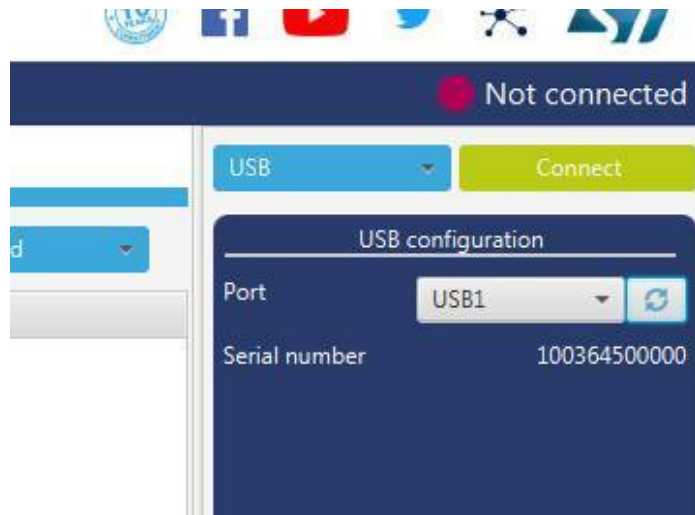 Not connected
USB
Connect
d
USB configuration
Port
USB1
Serial number
100364500000